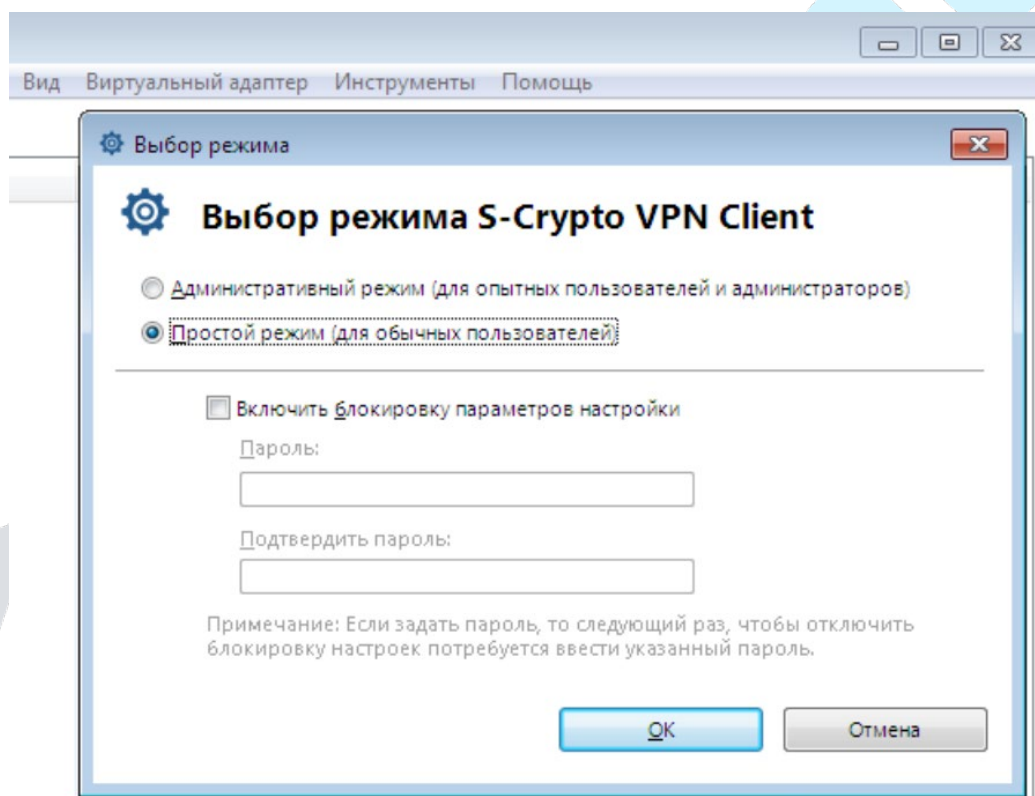 Вид Виртуальный адаптер Инструменты Помощь
Выбор режима
Выбор режима S-Crypto VPN Client
Административный режим (для опытных пользователей и администраторов)
Простой режим (для обычных пользователей)
Включить блокировку параметров настройки
Пароль:
Подтвердить пароль:
Примечание: Если задать пароль, то следующий раз, чтобы отключить
блокировку настроек потребуется ввести указанный пароль.
OK Отмена